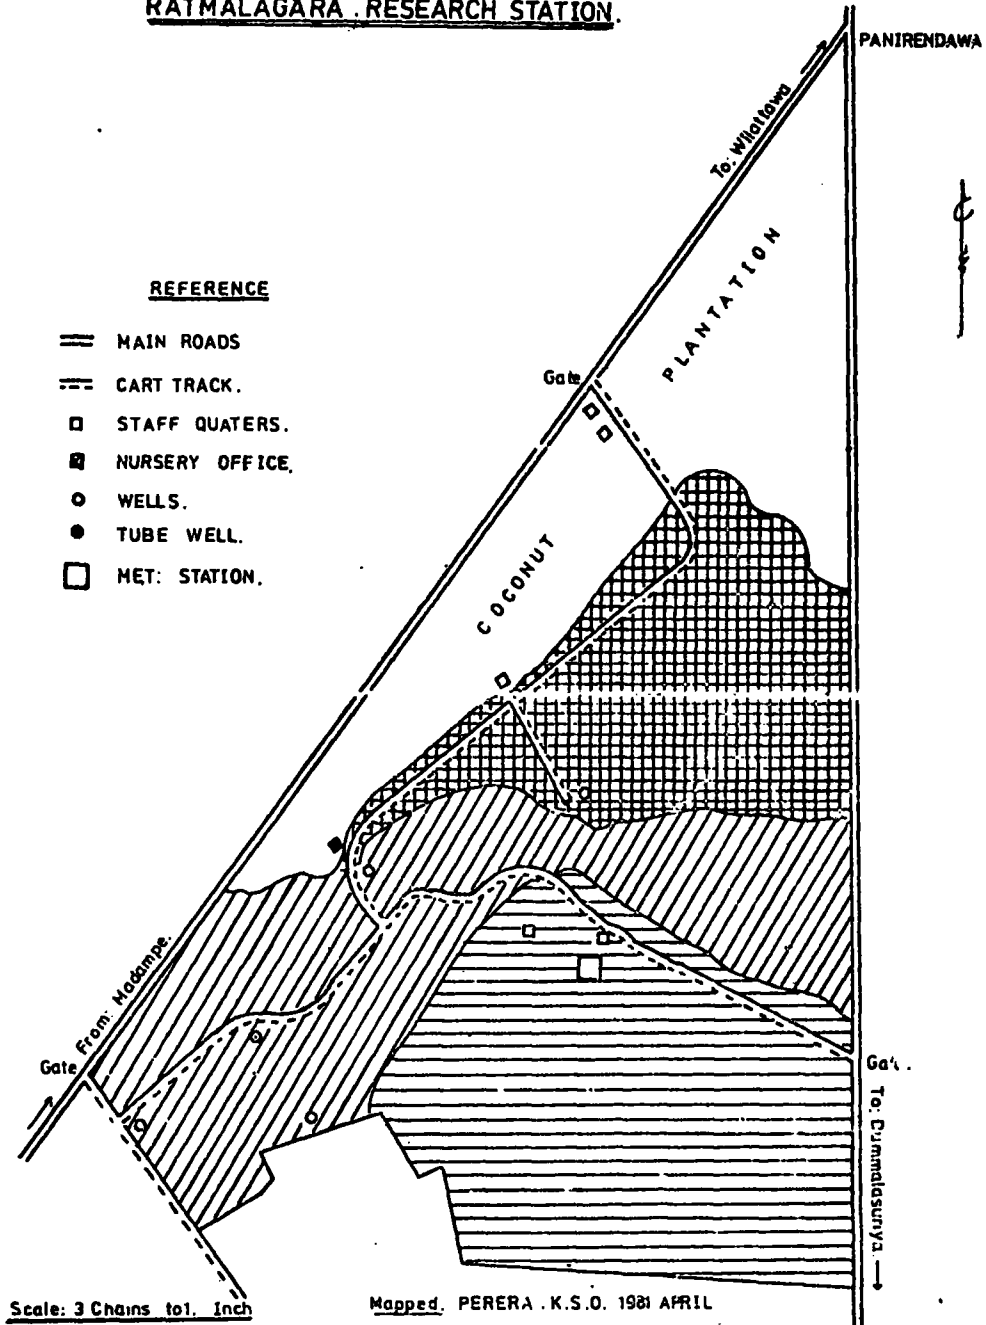 RATMALAGARA . RESEARCH STATION.
PANIRENDAWA
To: Wilattawa
PLANTATION
REFERENCE
MAIN ROADS
CART TRACK.
STAFF QUATERS.
NURSERY OFFICE.
WELLS.
TUBE WELL.
MET: STATION.
Gate
COCONUT
From: Madampe.
Gate
To: Dummalasuriya
Scale: 3 Chains to 1. Inch
Mapped. PERERA . K.S.O. 1981 APRIL